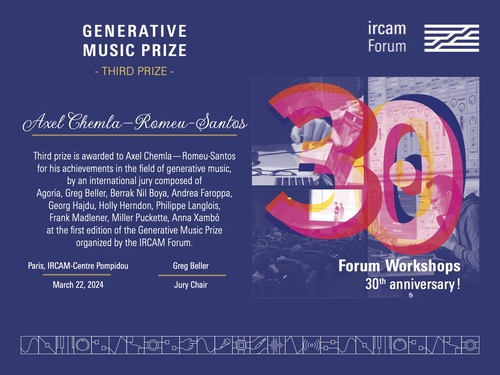 GENERATIVE
MUSIC PRIZE
- THIRD PRIZE -
Axel Chemla—Romeu-Santos
Third prize is awarded to Axel Chemla—Romeu-Santos
for his achievements in the field of generative music,
by an international jury composed of
Agoria, Greg Beller, Berrak Nil Boya, Andrea Faroppa,
Georg Hajdu, Holly Herndon, Philippe Langlois,
Frank Madlener, Miller Puckette, Anna Xambó
at the first edition of the Generative Music Prize
organized by the IRCAM Forum.
Paris, IRCAM-Centre Pompidou
Greg Beller
March 22, 2024
Jury Chair
ircam
Forum
30
Forum Workshops
30th anniversary!